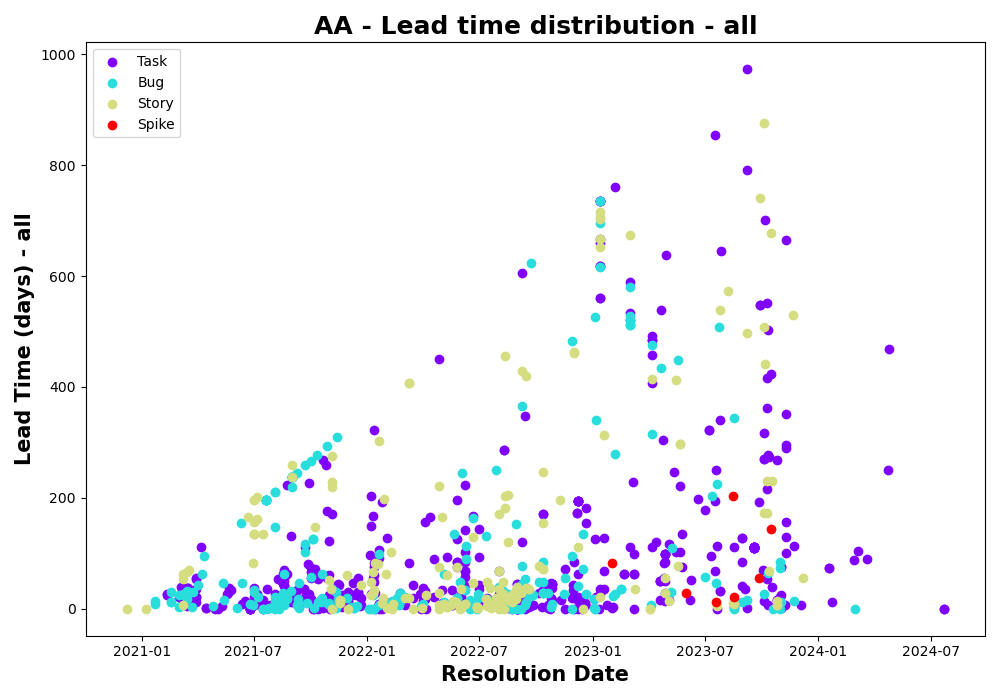 AA - Lead time distribution - all
1000
800
600
400
200
0
Lead Time (days) - all
Task
Bug
Story
Spike
2021-01
2021-07
2022-01
2022-07
2023-01
2023-07
2024-01
2024-07
Resolution Date